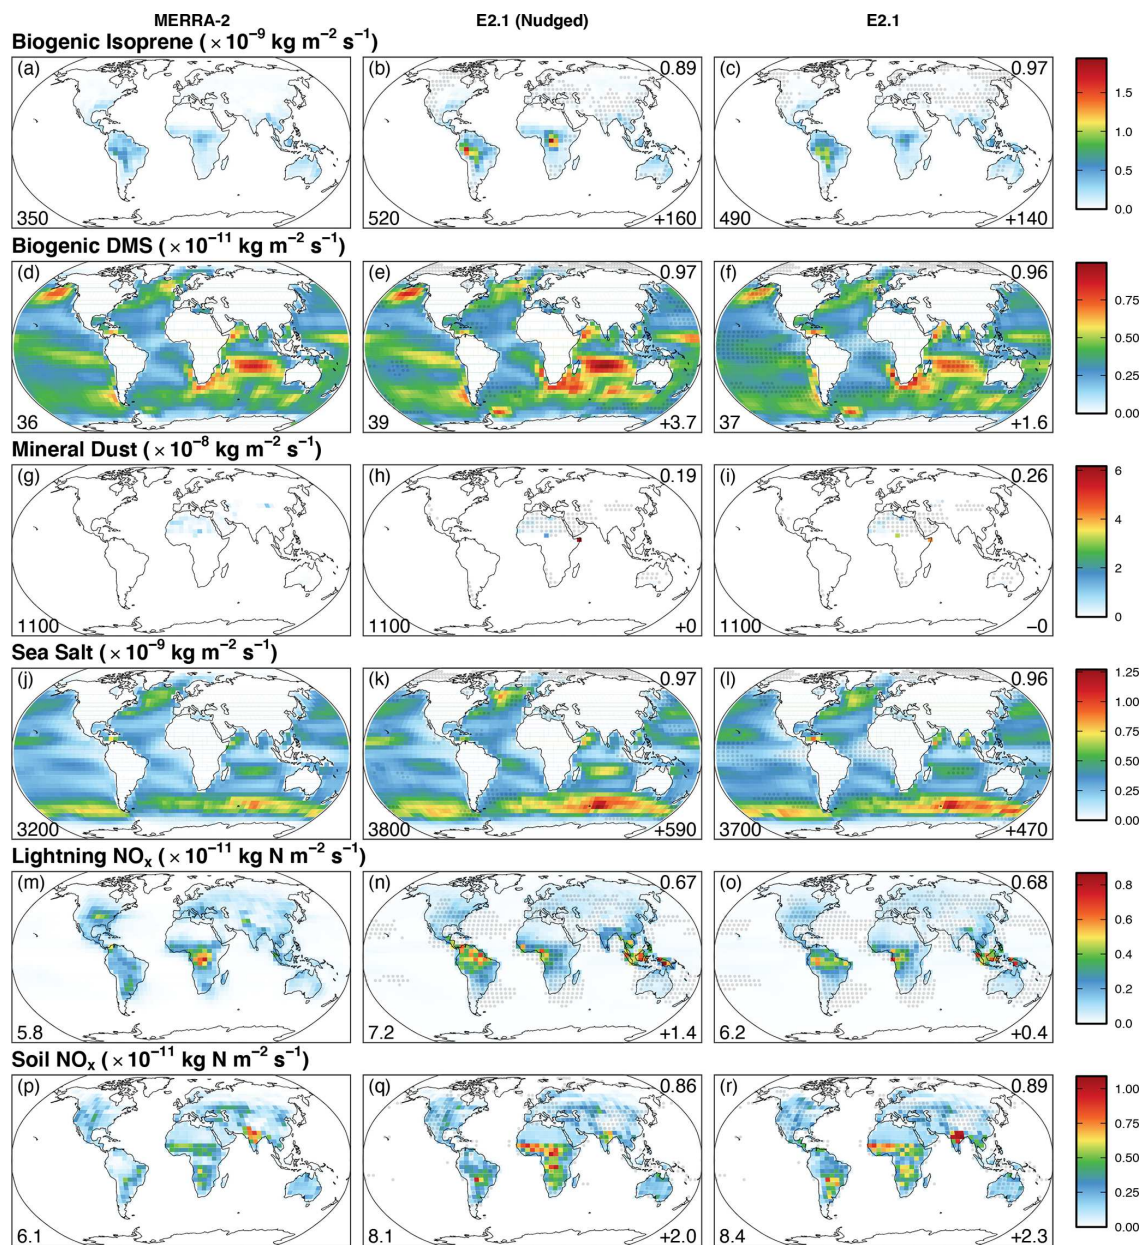 MERRA-2 E2.1 (Nudged) E2.1
Biogenic Isoprene (×10⁻⁹ kg m⁻² s⁻¹)
(a) (b) 0.89 (c) 0.97
1.5
1.0
0.5
0.0
350 520 +160 490 +140
Biogenic DMS (×10⁻¹¹ kg m⁻² s⁻¹)
(d) (e) 0.97 (f) 0.96
0.75
0.50
0.25
0.00
36 39 +3.7 37 +1.6
Mineral Dust (×10⁻⁸ kg m⁻² s⁻¹)
(g) (h) 0.19 (i) 0.26
6
4
2
0
1100 1100 +0 1100 −0
Sea Salt (×10⁻⁹ kg m⁻² s⁻¹)
(j) (k) 0.97 (l) 0.96
1.25
1.00
0.75
0.50
0.25
0.00
3200 3800 +590 3700 +470
Lightning NOₓ (×10⁻¹¹ kg N m⁻² s⁻¹)
(m) (n) 0.67 (o) 0.68
0.8
0.6
0.4
0.2
0.0
5.8 7.2 +1.4 6.2 +0.4
Soil NOₓ (×10⁻¹¹ kg N m⁻² s⁻¹)
(p) (q) 0.86 (r) 0.89
1.00
0.75
0.50
0.25
0.00
6.1 8.1 +2.0 8.4 +2.3